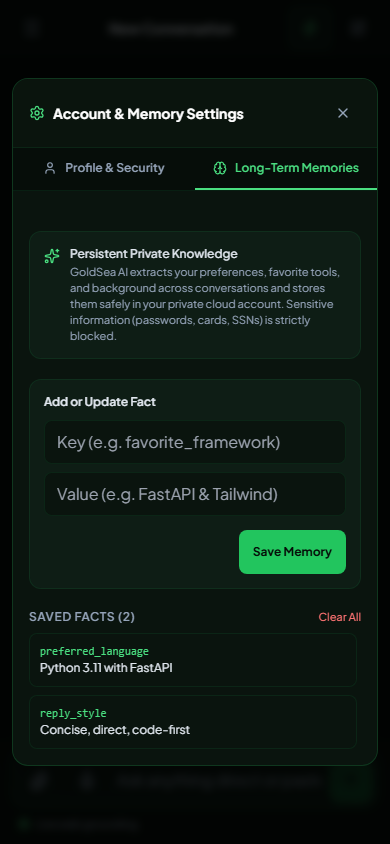 New Conversation
Account & Memory Settings
Profile & Security
Long-Term Memories
Persistent Private Knowledge
GoldSea AI extracts your preferences, favorite tools,
and background across conversations and stores
them safely in your private cloud account. Sensitive
information (passwords, cards, SSNs) is strictly
blocked.
Add or Update Fact
Key (e.g. favorite_framework)
Value (e.g. FastAPI & Tailwind)
Save Memory
SAVED FACTS (2)
Clear All
preferred_language
Python 3.11 with FastAPI
reply_style
Concise, direct, code-first